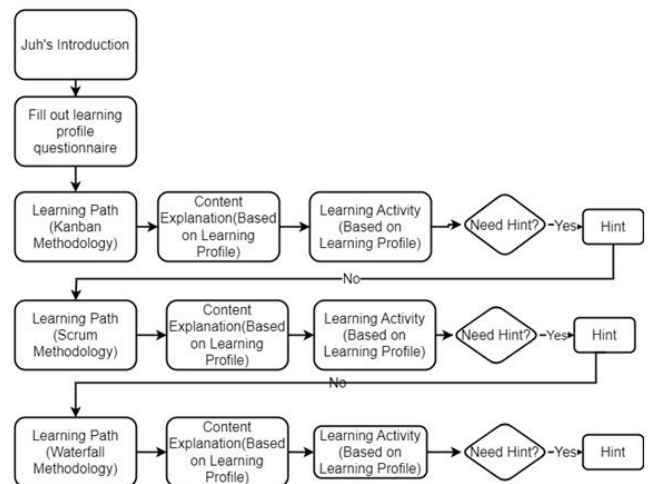 Juh's Introduction
Fill out learning
profile
questionnaire
Learning Path
(Kanban
Methodology)
Content
Explanation(Based
on Learning
Profile)
Learning Activity
(Based on
Learning Profile)
Need Hint?
Yes
Hint
No
Learning Path
(Scrum
Methodology)
Content
Explanation(Based
on Learning
Profile)
Learning Activity
(Based on
Learning Profile)
Need Hint?
Yes
Hint
No
Learning Path
(Waterfall
Methodology)
Content
Explanation(Based
on Learning
Profile)
Learning Activity
(Based on
Learning Profile)
Need Hint?
Yes
Hint